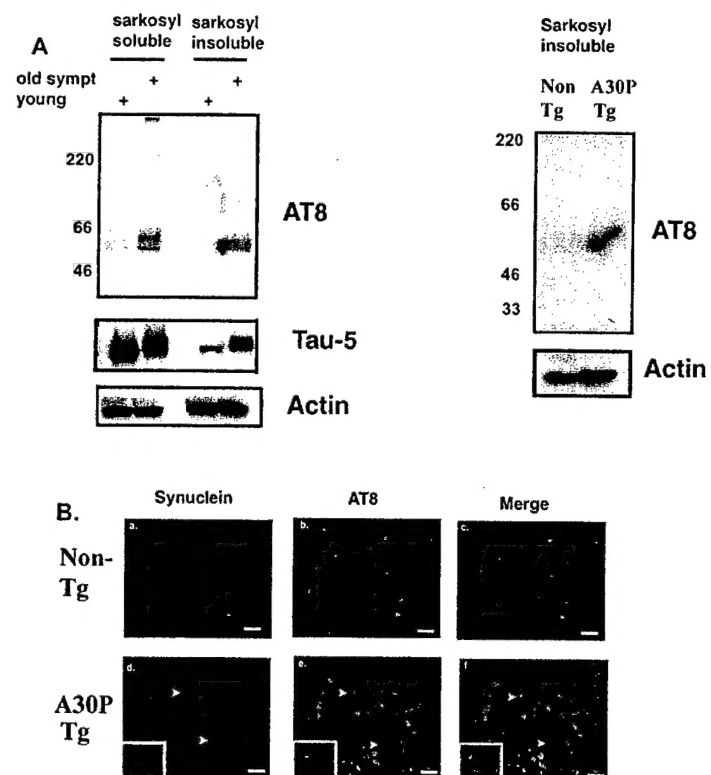 A
sarkosyl soluble
sarkosyl insoluble
old sympt + +
young + +
220
66
46
AT8
Tau-5
Actin
Sarkosyl insoluble
Non Tg
A30P Tg
220
66
46
33
AT8
Actin
B.
Synuclein
AT8
Merge
Non-Tg
a.
b.
c.
A30P Tg
d.
e.
f